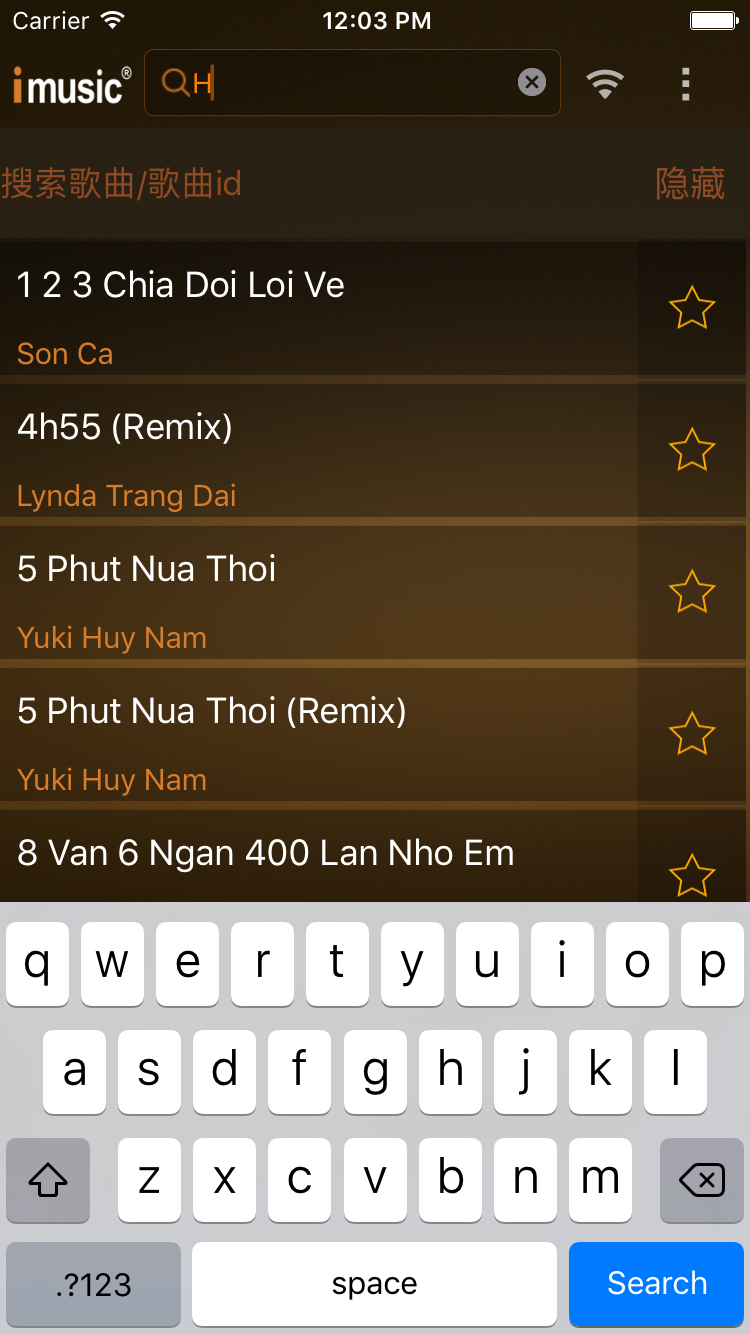 Carrier 12:03 PM
imusic® H
搜索歌曲/歌曲id 隐藏
1 2 3 Chia Doi Loi Ve
Son Ca
4h55 (Remix)
Lynda Trang Dai
5 Phut Nua Thoi
Yuki Huy Nam
5 Phut Nua Thoi (Remix)
Yuki Huy Nam
8 Van 6 Ngan 400 Lan Nho Em
q w e r t y u i o p
a s d f g h j k l
z x c v b n m
.?123 space Search